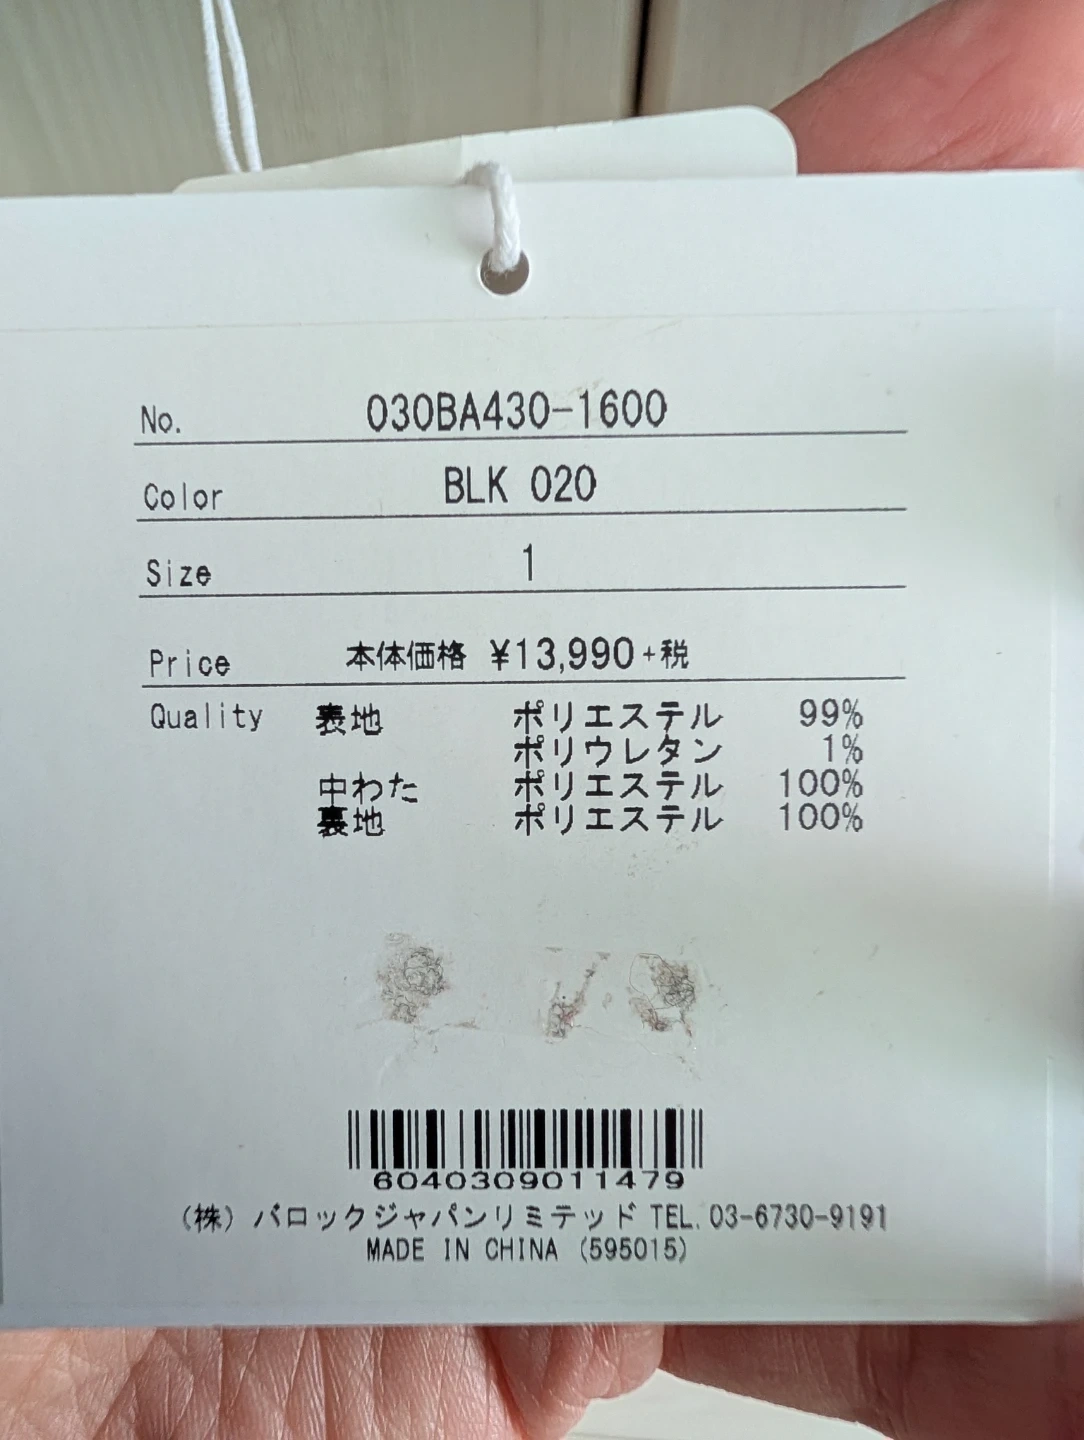 No. 030BA430-1600
Color BLK 020
Size 1
Price 本体価格 ¥13,990+税
Quality 表地 ポリエステル 99%
ポリウレタン 1%
中わた ポリエステル 100%
裏地 ポリエステル 100%
6040309011479
(株) バロックジャパンリミテッド TEL. 03-6730-9191
MADE IN CHINA (595015)